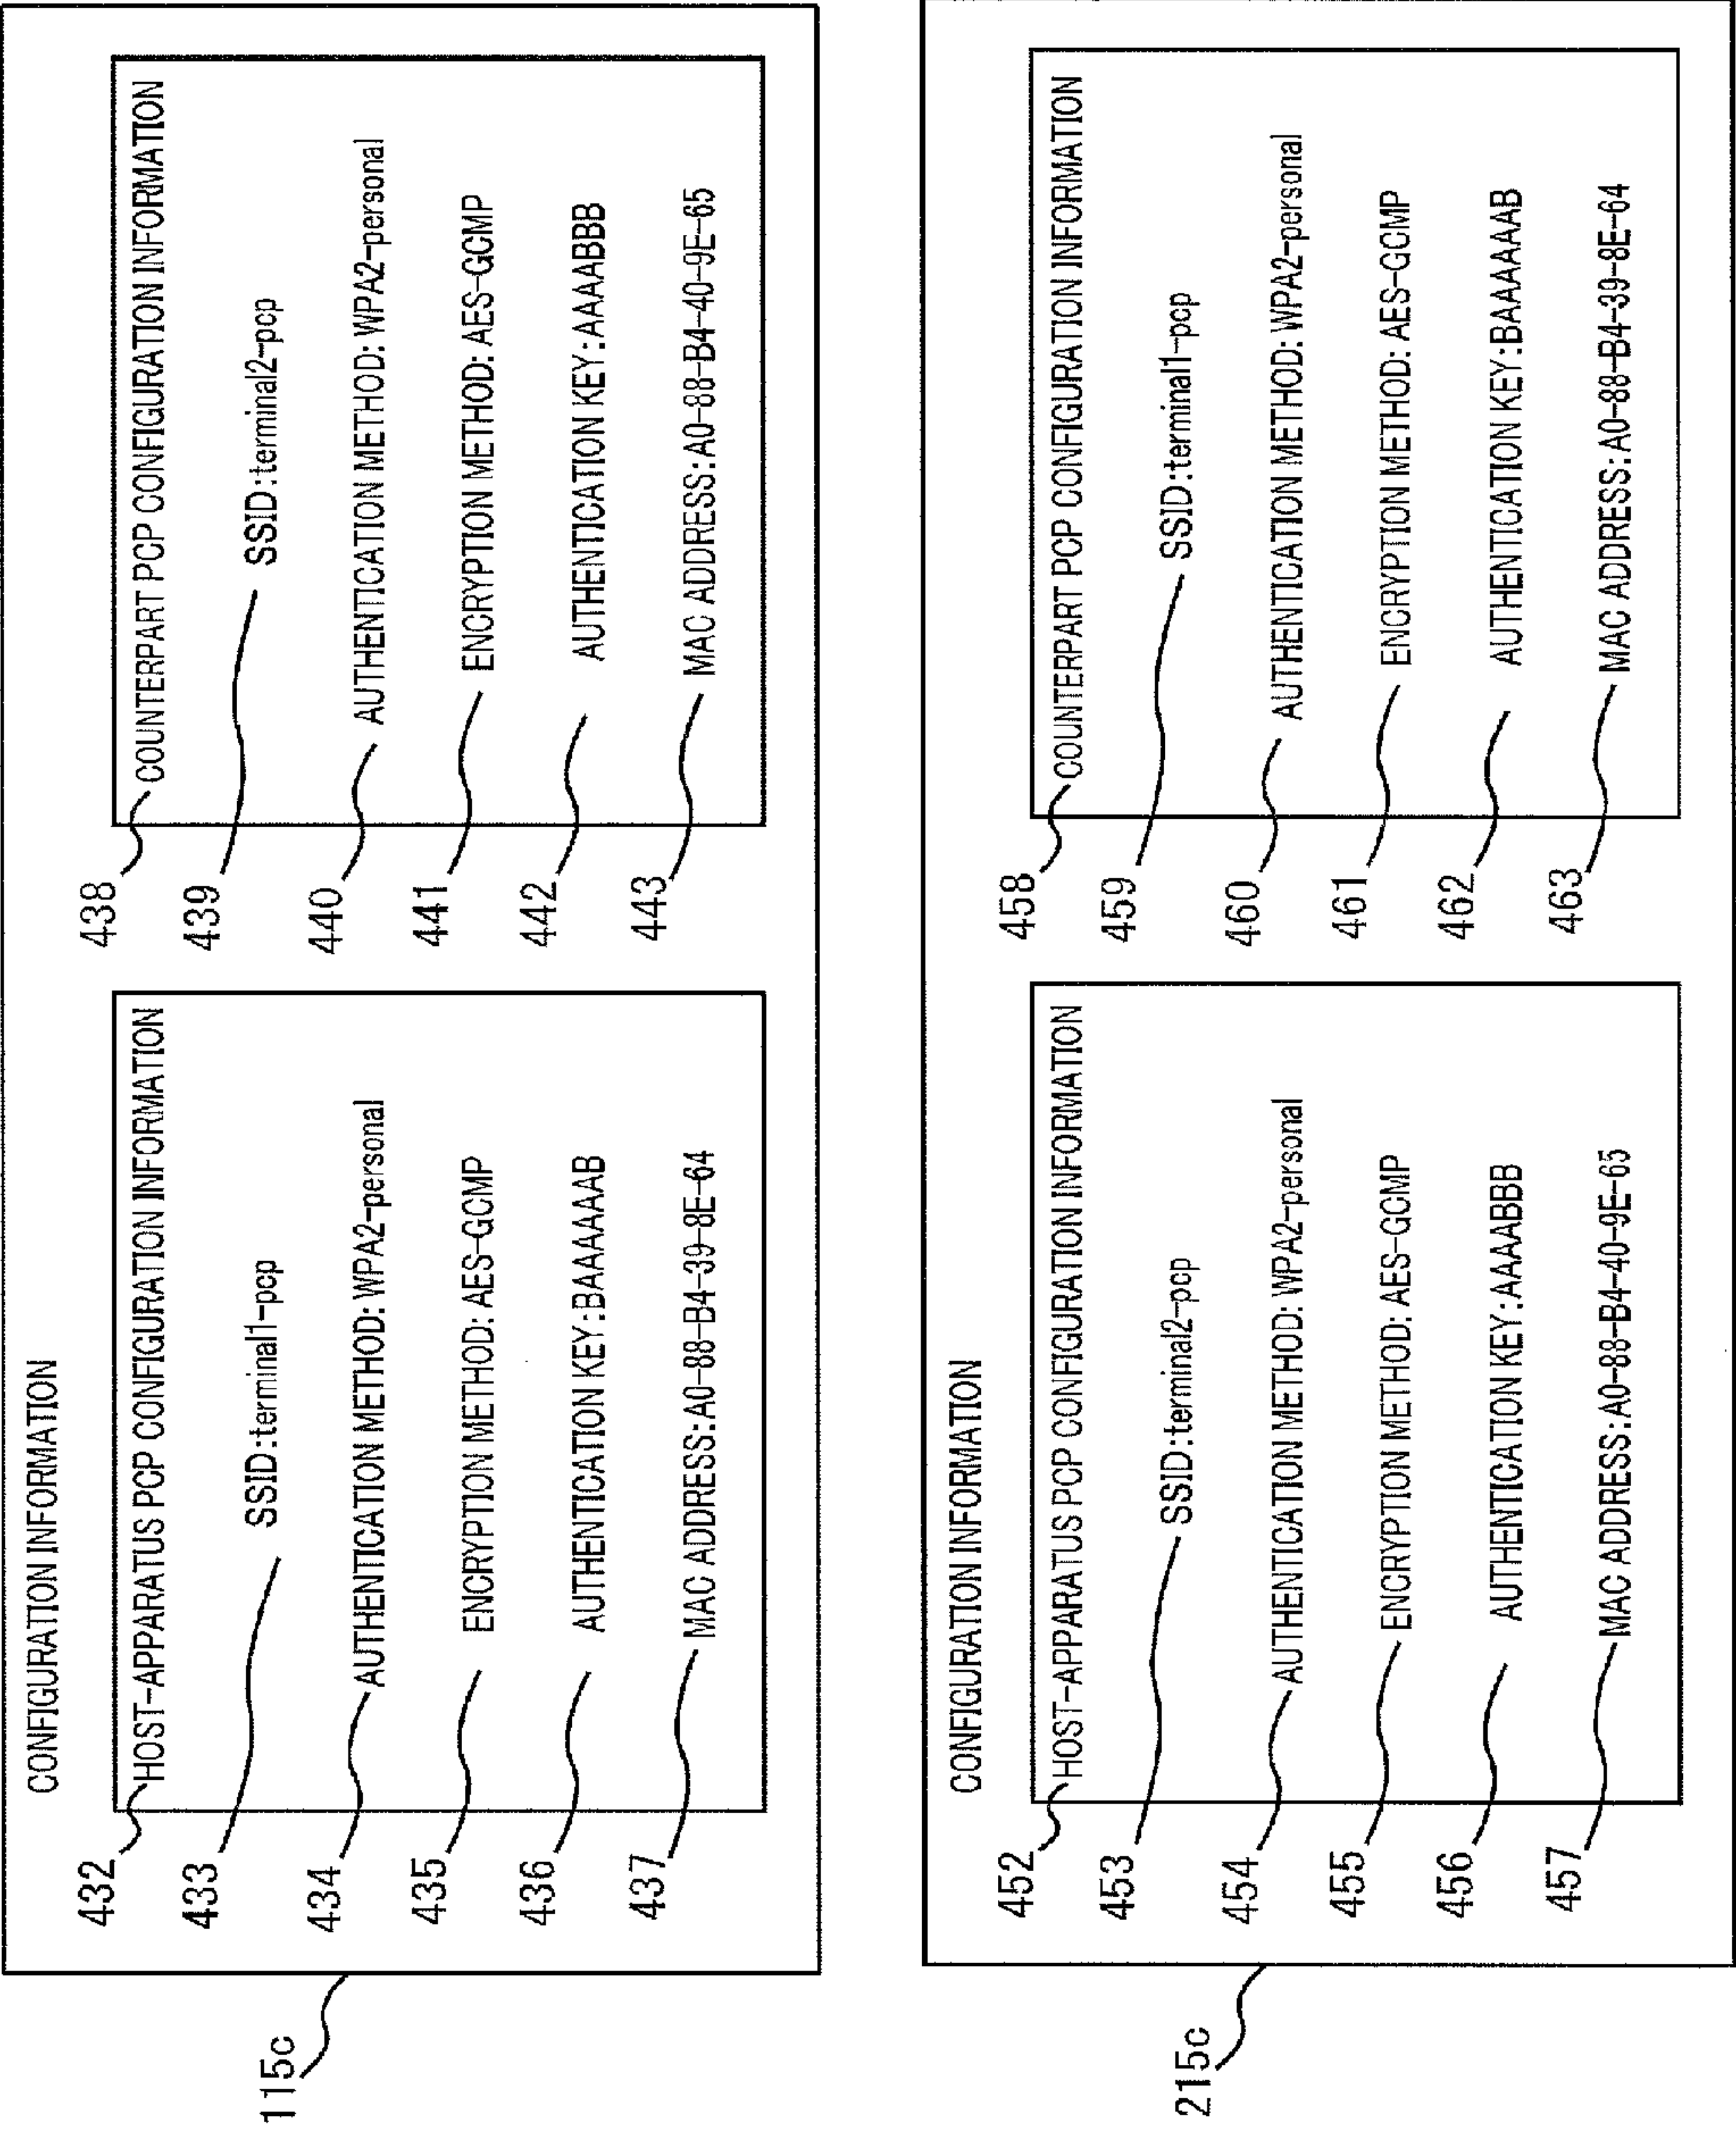 115c
CONFIGURATION INFORMATION
432 HOST-APPARATUS PCP CONFIGURATION INFORMATION
433 SSID:terminal1-pcp
434 AUTHENTICATION METHOD: WPA2-personal
435 ENCRYPTION METHOD: AES-GCMP
436 AUTHENTICATION KEY:BAAAAAAB
437 MAC ADDRESS:A0-88-B4-39-8E-64
438 COUNTERPART PCP CONFIGURATION INFORMATION
439 SSID:terminal2-pcp
440 AUTHENTICATION METHOD: WPA2-personal
441 ENCRYPTION METHOD: AES-GCMP
442 AUTHENTICATION KEY:AAAABBB
443 MAC ADDRESS:A0-88-B4-40-9E-65
215c
CONFIGURATION INFORMATION
452 HOST-APPARATUS PCP CONFIGURATION INFORMATION
453 SSID:terminal2-pcp
454 AUTHENTICATION METHOD: WPA2-personal
455 ENCRYPTION METHOD: AES-GCMP
456 AUTHENTICATION KEY:AAAABBB
457 MAC ADDRESS:A0-88-B4-40-9E-65
458 COUNTERPART PCP CONFIGURATION INFORMATION
459 SSID:terminal1-pcp
460 AUTHENTICATION METHOD: WPA2-personal
461 ENCRYPTION METHOD: AES-GCMP
462 AUTHENTICATION KEY:BAAAAAAB
463 MAC ADDRESS:A0-88-B4-39-8E-64